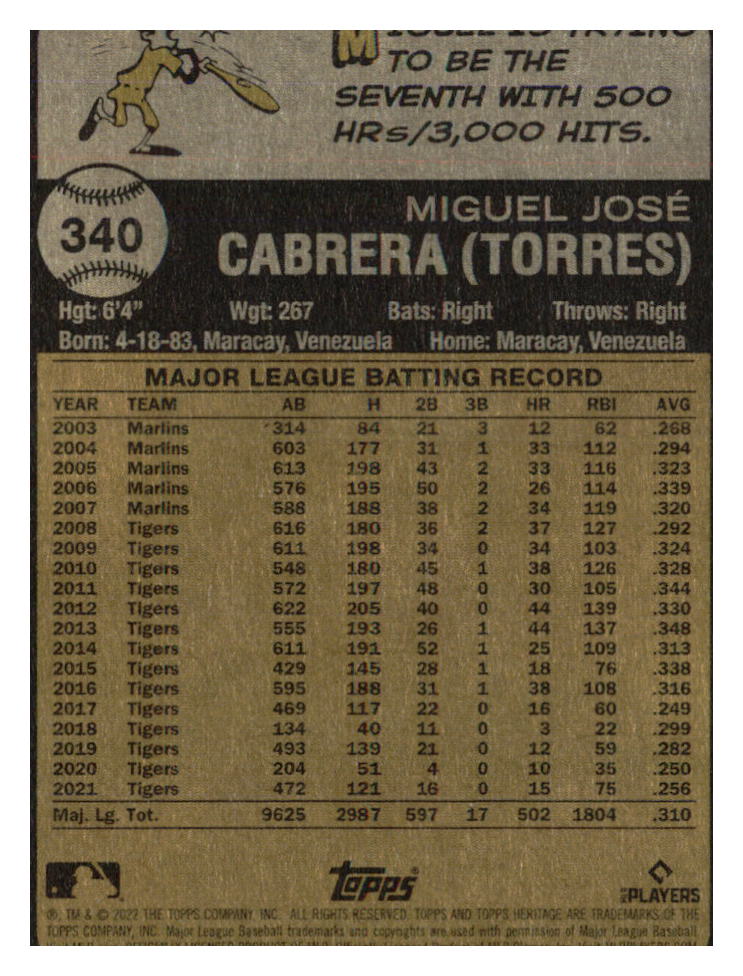 TO BE THE
SEVENTH WITH 500
HRs/3,000 HITS.
340
MIGUEL JOSÉ
CABRERA (TORRES)
Hgt: 6'4" Wgt: 267 Bats: Right Throws: Right
Born: 4-18-83, Maracay, Venezuela Home: Maracay, Venezuela
MAJOR LEAGUE BATTING RECORD
YEAR TEAM AB H 2B 3B HR RBI AVG
2003 Marlins 314 84 21 3 12 62 .268
2004 Marlins 603 177 31 1 33 112 .294
2005 Marlins 613 198 43 2 33 116 .323
2006 Marlins 576 195 50 2 26 114 .339
2007 Marlins 588 188 38 2 34 119 .320
2008 Tigers 616 180 36 2 37 127 .292
2009 Tigers 611 198 34 0 34 103 .324
2010 Tigers 548 180 45 1 38 126 .328
2011 Tigers 572 197 48 0 30 105 .344
2012 Tigers 622 205 40 0 44 139 .330
2013 Tigers 555 193 26 1 44 137 .348
2014 Tigers 611 191 52 1 25 109 .313
2015 Tigers 429 145 28 1 18 76 .338
2016 Tigers 595 188 31 1 38 108 .316
2017 Tigers 469 117 22 0 16 60 .249
2018 Tigers 134 40 11 0 3 22 .299
2019 Tigers 493 139 21 0 12 59 .282
2020 Tigers 204 51 4 0 10 35 .250
2021 Tigers 472 121 16 0 15 75 .256
Maj. Lg. Tot. 9625 2987 597 17 502 1804 .310
topps
PLAYERS
®, TM & © 2022 THE TOPPS COMPANY, INC. ALL RIGHTS RESERVED. TOPPS AND TOPPS HERITAGE ARE TRADEMARKS OF THE
TOPPS COMPANY, INC. Major League Baseball trademarks and copyrights are used with permission of Major League Baseball